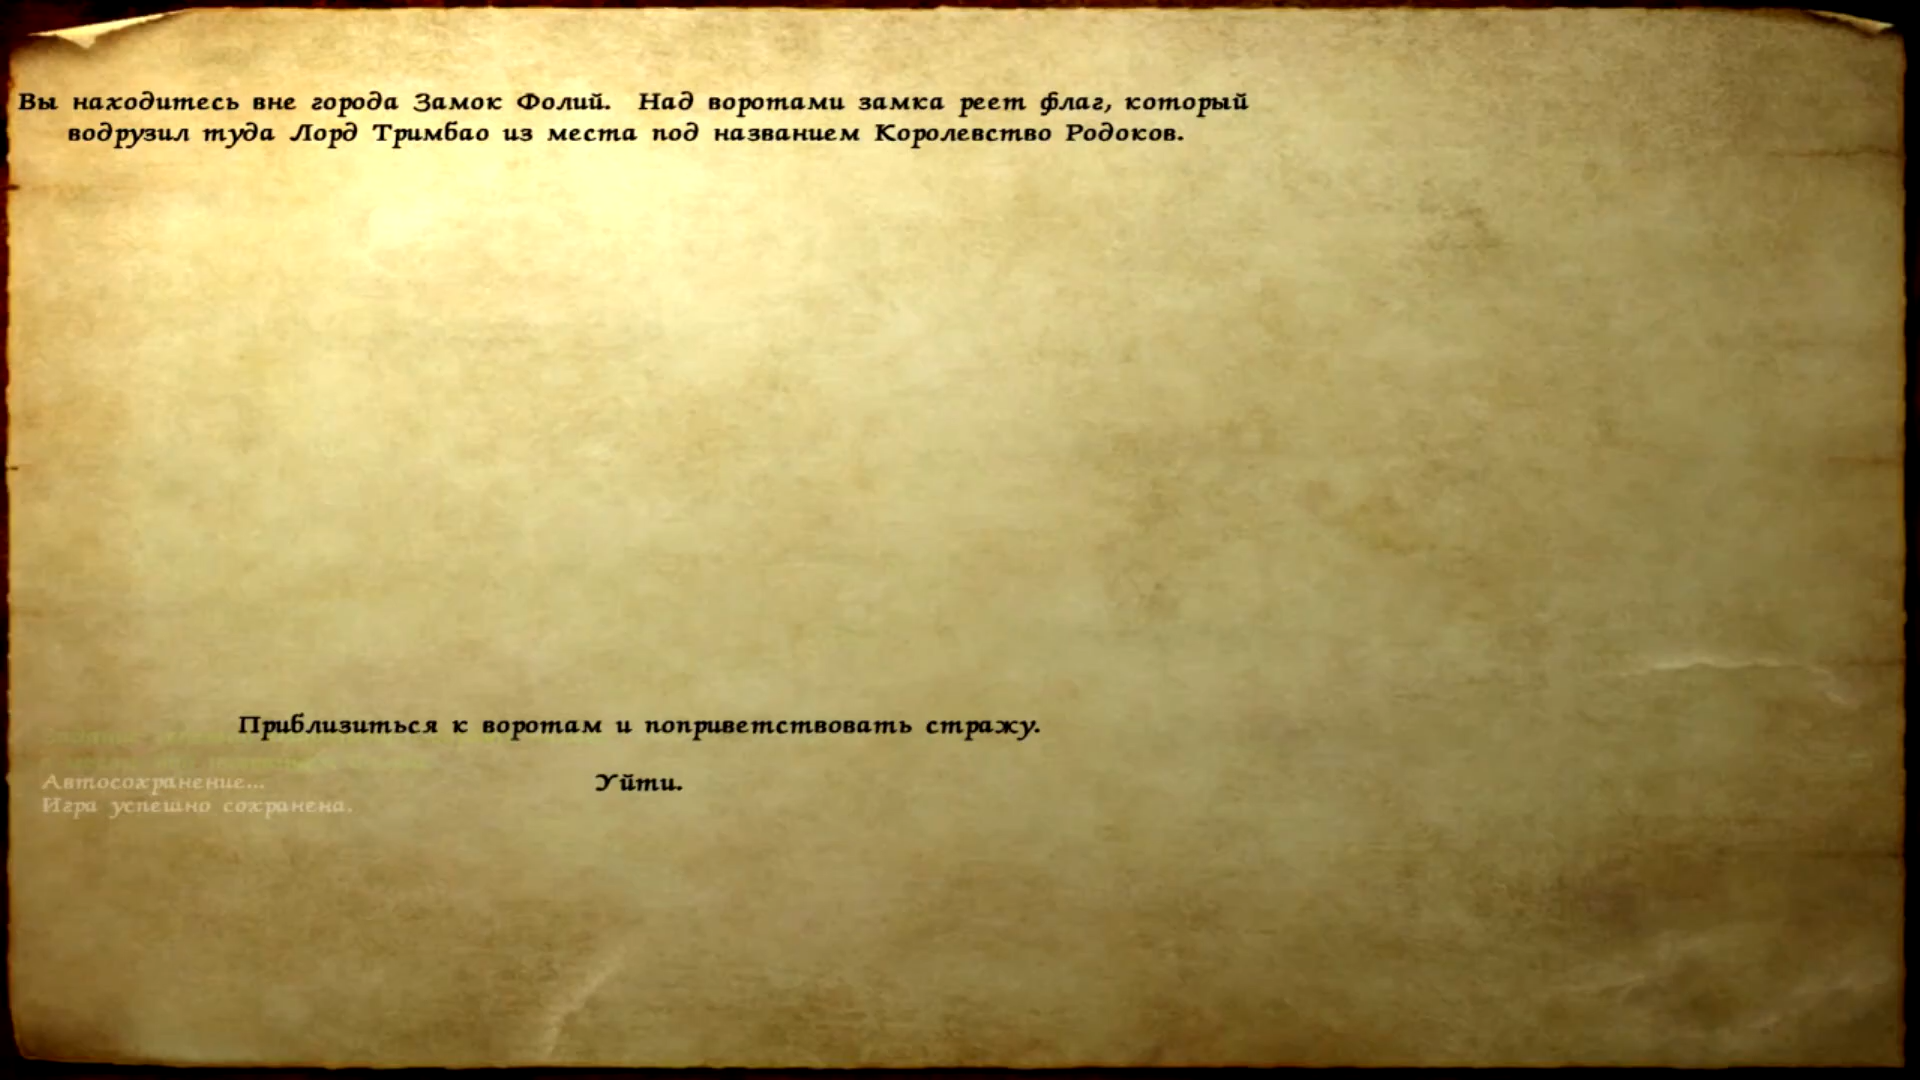 Вы находитесь вне города Замок Фолий. Над воротами замка реет флаг, который
водрузил туда Лорд Тримбао из места под названием Королевство Родоков.
Приблизиться к воротам и поприветствовать стражу.
Автосохранение...
Уйти.
Игра успешно сохранена.